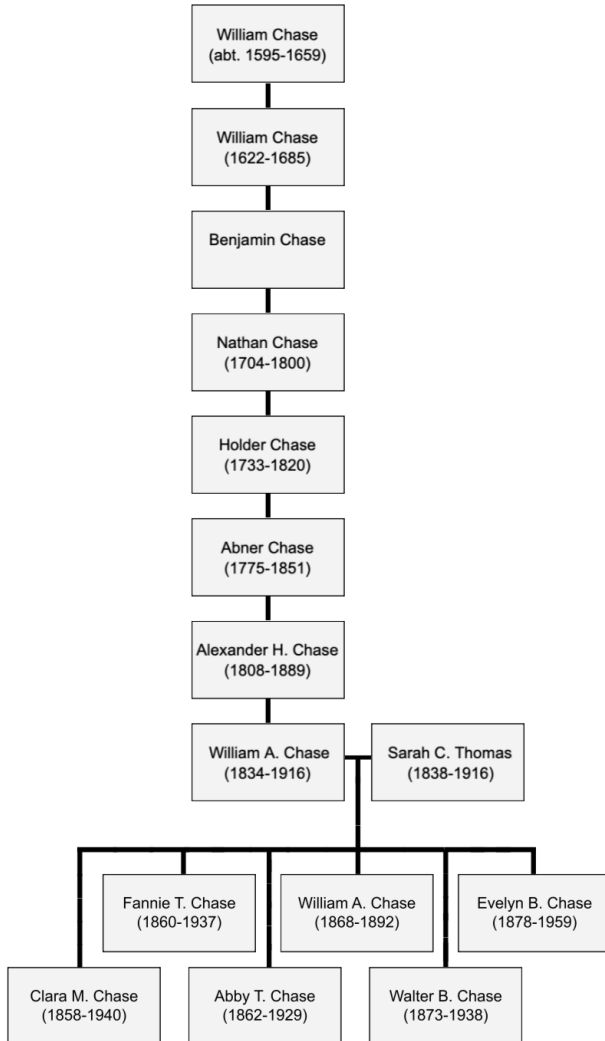 William Chase
(abt. 1595-1659)
William Chase
(1622-1685)
Benjamin Chase
Nathan Chase
(1704-1800)
Holder Chase
(1733-1820)
Abner Chase
(1775-1851)
Alexander H. Chase
(1808-1889)
William A. Chase
(1834-1916)
Sarah C. Thomas
(1838-1916)
Fannie T. Chase
(1860-1937)
William A. Chase
(1868-1892)
Evelyn B. Chase
(1878-1959)
Clara M. Chase
(1858-1940)
Abby T. Chase
(1862-1929)
Walter B. Chase
(1873-1938)